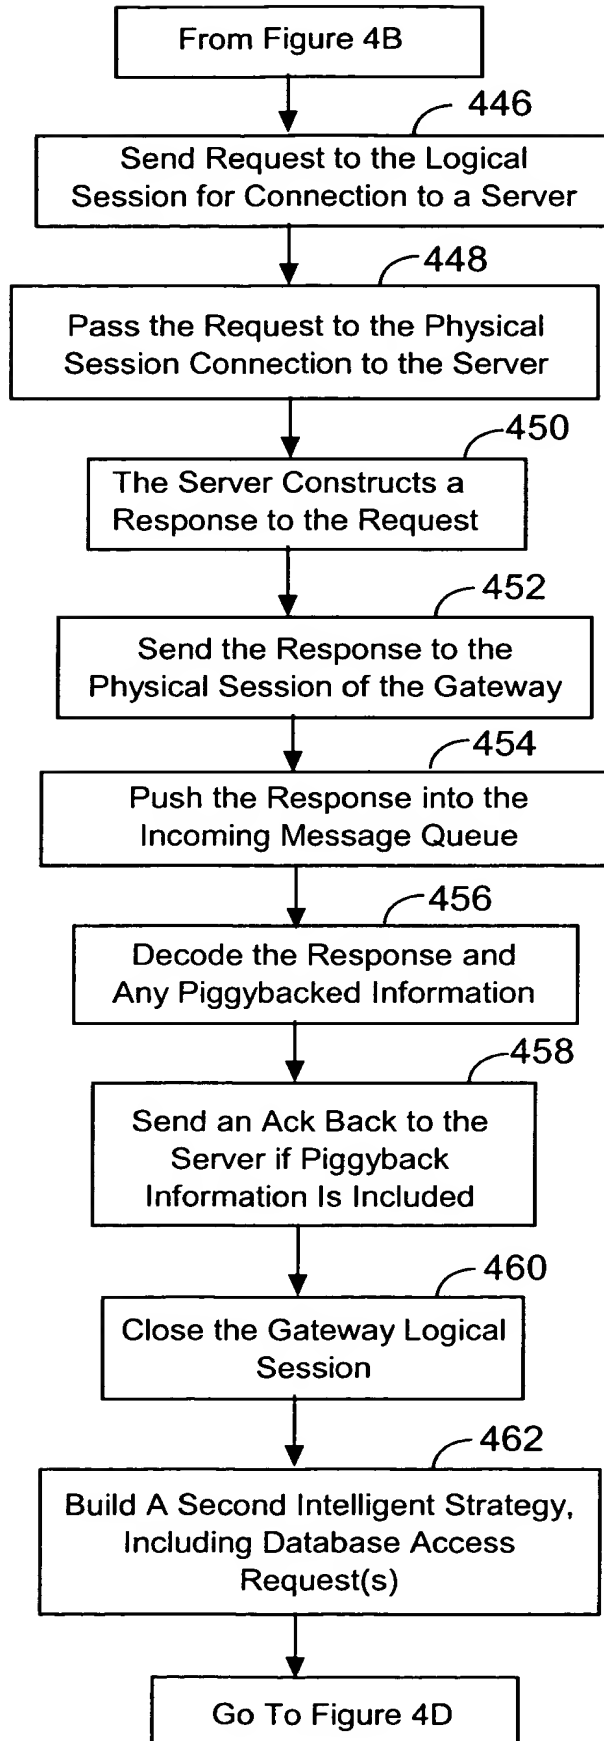 From Figure 4B
446
Send Request to the Logical
Session for Connection to a Server
448
Pass the Request to the Physical
Session Connection to the Server
450
The Server Constructs a
Response to the Request
452
Send the Response to the
Physical Session of the Gateway
454
Push the Response into the
Incoming Message Queue
456
Decode the Response and
Any Piggybacked Information
458
Send an Ack Back to the
Server if Piggyback
Information Is Included
460
Close the Gateway Logical
Session
462
Build A Second Intelligent Strategy,
Including Database Access
Request(s)
Go To Figure 4D